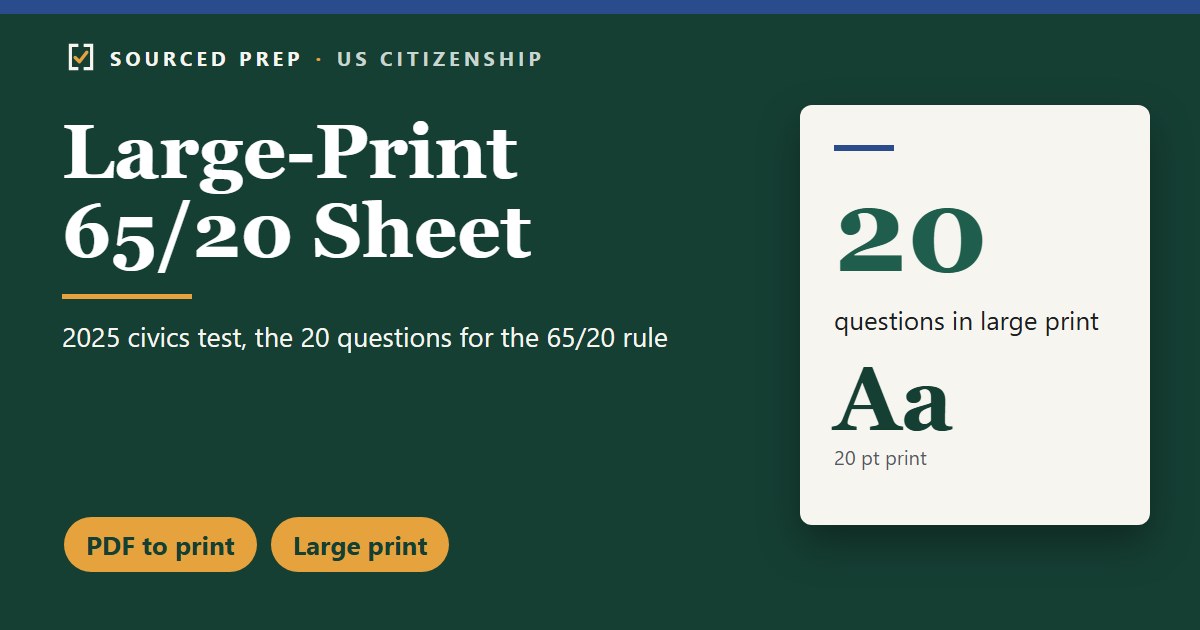 SOURCED PREP · US CITIZENSHIP
Large-Print
65/20 Sheet
2025 civics test, the 20 questions for the 65/20 rule
PDF to print
Large print
20
questions in large print
Aa
20 pt print